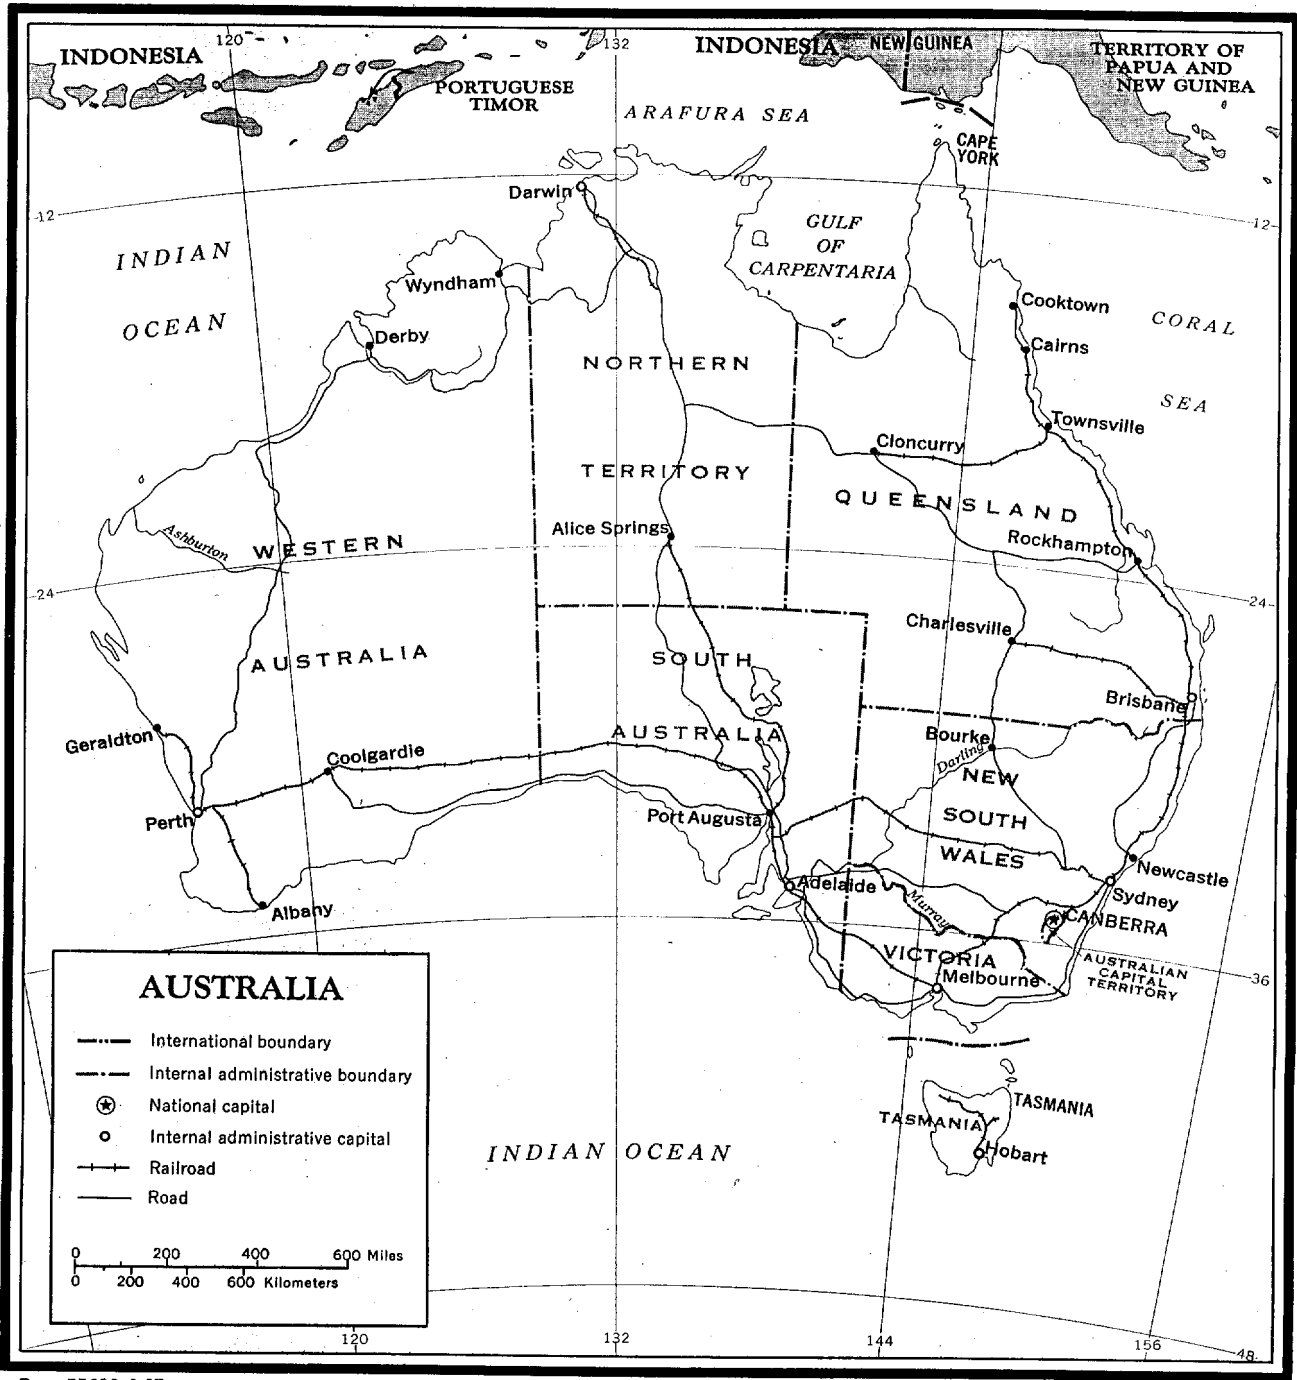 120
132
INDONESIA
INDONESIA
NEW GUINEA
TERRITORY OF
PAPUA AND
NEW GUINEA
PORTUGUESE
TIMOR
ARAFURA SEA
CAPE
YORK
Darwin
12
12
GULF
OF
CARPENTARIA
INDIAN
OCEAN
Wyndham
Cooktown
CORAL
SEA
Derby
Cairns
NORTHERN
TERRITORY
Townsville
Cloncurry
QUEENSLAND
Ashburton
WESTERN
AUSTRALIA
Alice Springs
Rockhampton
24
24
Charlesville
SOUTH
AUSTRALIA
Brisbane
Geraldton
Coolgardie
Bourke
Darling
NEW
SOUTH
WALES
Perth
Port Augusta
Newcastle
Adelaide
Sydney
Albany
Murray
CANBERRA
VICTORIA
AUSTRALIAN
CAPITAL
TERRITORY
36
Melbourne
AUSTRALIA
International boundary
Internal administrative boundary
National capital
Internal administrative capital
Railroad
Road
0 200 400 600 Miles
0 200 400 600 Kilometers
TASMANIA
TASMANIA
Hobart
INDIAN OCEAN
120
132
144
156
48